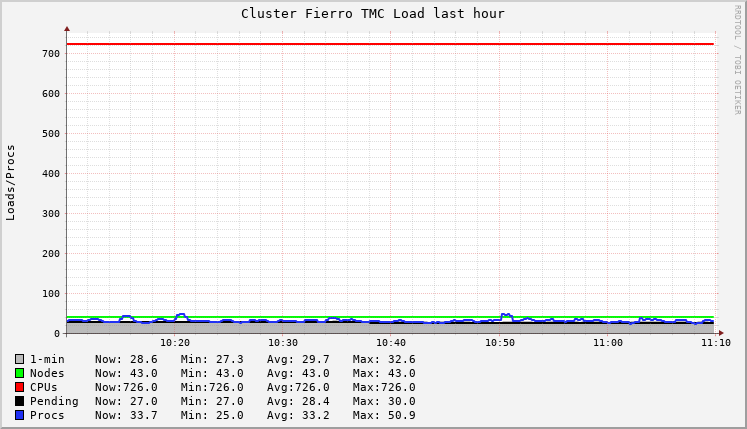 Cluster Fierro TMC Load last hour
RRDTOOL / TOBI OETIKER
Loads/Procs
700
600
500
400
300
200
100
0
10:20 10:30 10:40 10:50 11:00 11:10
1-min Now: 28.6 Min: 27.3 Avg: 29.7 Max: 32.6
Nodes Now: 43.0 Min: 43.0 Avg: 43.0 Max: 43.0
CPUs Now:726.0 Min:726.0 Avg:726.0 Max:726.0
Pending Now: 27.0 Min: 27.0 Avg: 28.4 Max: 30.0
Procs Now: 33.7 Min: 25.0 Avg: 33.2 Max: 50.9